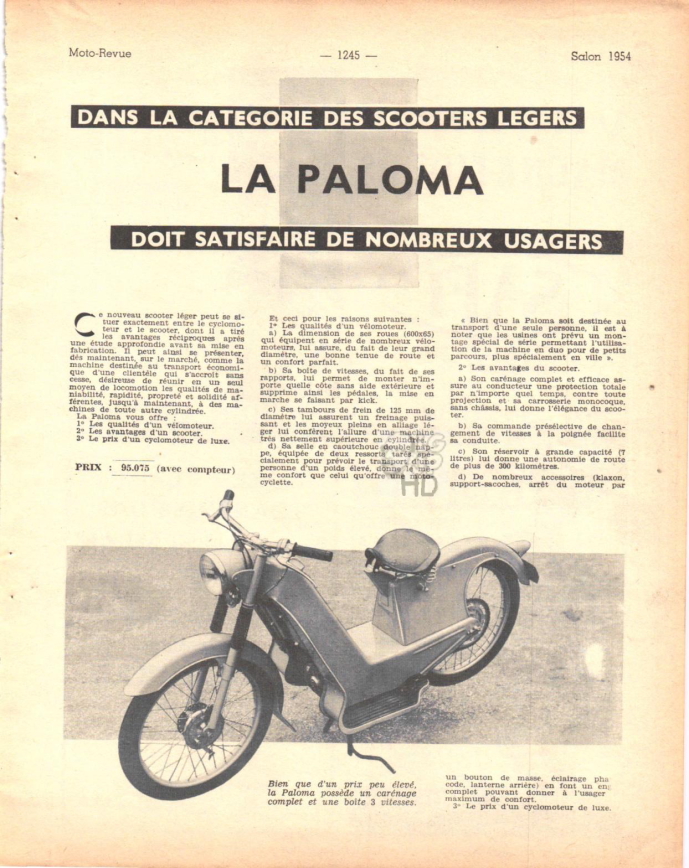 Moto-Revue
— 1245 —
Salon 1954
DANS LA CATEGORIE DES SCOOTERS LEGERS
LA PALOMA
DOIT SATISFAIRE DE NOMBREUX USAGERS
Ce nouveau scooter léger peut se si-
tuer exactement entre le cyclomo-
teur et le scooter, dont il a tiré
les avantages réciproques après
une étude approfondie avant sa mise en
fabrication. Il peut ainsi se présenter,
dès maintenant, sur le marché, comme la
machine destinée au transport économi-
que d'une clientèle qui s'accroît sans
cesse, désireuse de réunir en un seul
moyen de locomotion les qualités de ma-
niabilité, rapidité, propreté et solidité af-
férentes, jusqu'à maintenant, à des ma-
chines de toute autre cylindrée.
La Paloma vous offre :
1° Les qualités d'un vélomoteur.
2° Les avantages d'un scooter.
3° Le prix d'un cyclomoteur de luxe.
PRIX : 95.075 (avec compteur)
Et ceci pour les raisons suivantes :
1° Les qualités d'un vélomoteur.
a) La dimension de ses roues (600x65)
qui équipent en série de nombreux vélo-
moteurs, lui assure, du fait de leur grand
diamètre, une bonne tenue de route et
un confort parfait.
b) Sa boîte de vitesses, du fait de ses
rapports, lui permet de monter n'im-
porte quelle côte sans aide extérieure et
supprime ainsi les pédales, la mise en
marche se faisant par kick.
c) Ses tambours de frein de 125 mm de
diamètre lui assurent un freinage puis-
sant et les moyeux pleins en alliage lé-
ger lui confèrent l'allure d'une machine
très nettement supérieure en cylindrée.
d) Sa selle en caoutchouc double nap-
pe, équipée de deux ressorts tarés spé-
cialement pour prévoir le transport d'une
personne d'un poids élevé, donne le mê-
me confort que celui qu'offre une moto-
cyclette.
« Bien que la Paloma soit destinée au
transport d'une seule personne, il est à
noter que les usines ont prévu un mon-
tage spécial de série permettant l'utilisa-
tion de la machine en duo pour de petits
parcours, plus spécialement en ville ».
2° Les avantages du scooter.
a) Son carénage complet et efficace as-
sure au conducteur une protection totale
par n'importe quel temps, contre toute
projection et sa carrosserie monocoque,
sans châssis, lui donne l'élégance du scoo-
ter.
b) Sa commande présélective de chan-
gement de vitesses à la poignée facilite
sa conduite.
c) Son réservoir à grande capacité (7
litres) lui donne une autonomie de route
de plus de 300 kilomètres.
d) De nombreux accessoires (klaxon,
support-sacoches, arrêt du moteur par
un bouton de masse, éclairage pha
code, lanterne arrière) en font un en
complet pouvant donner à l'usager
maximum de confort.
3° Le prix d'un cyclomoteur de luxe.
Bien que d'un prix peu élevé,
la Paloma possède un carénage
complet et une boîte 3 vitesses.
HD